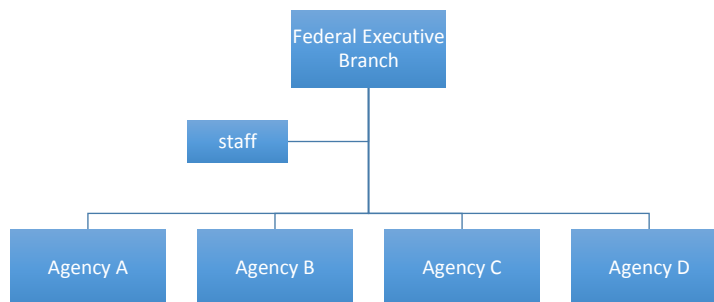 Federal Executive
Branch
staff
Agency A
Agency B
Agency C
Agency D